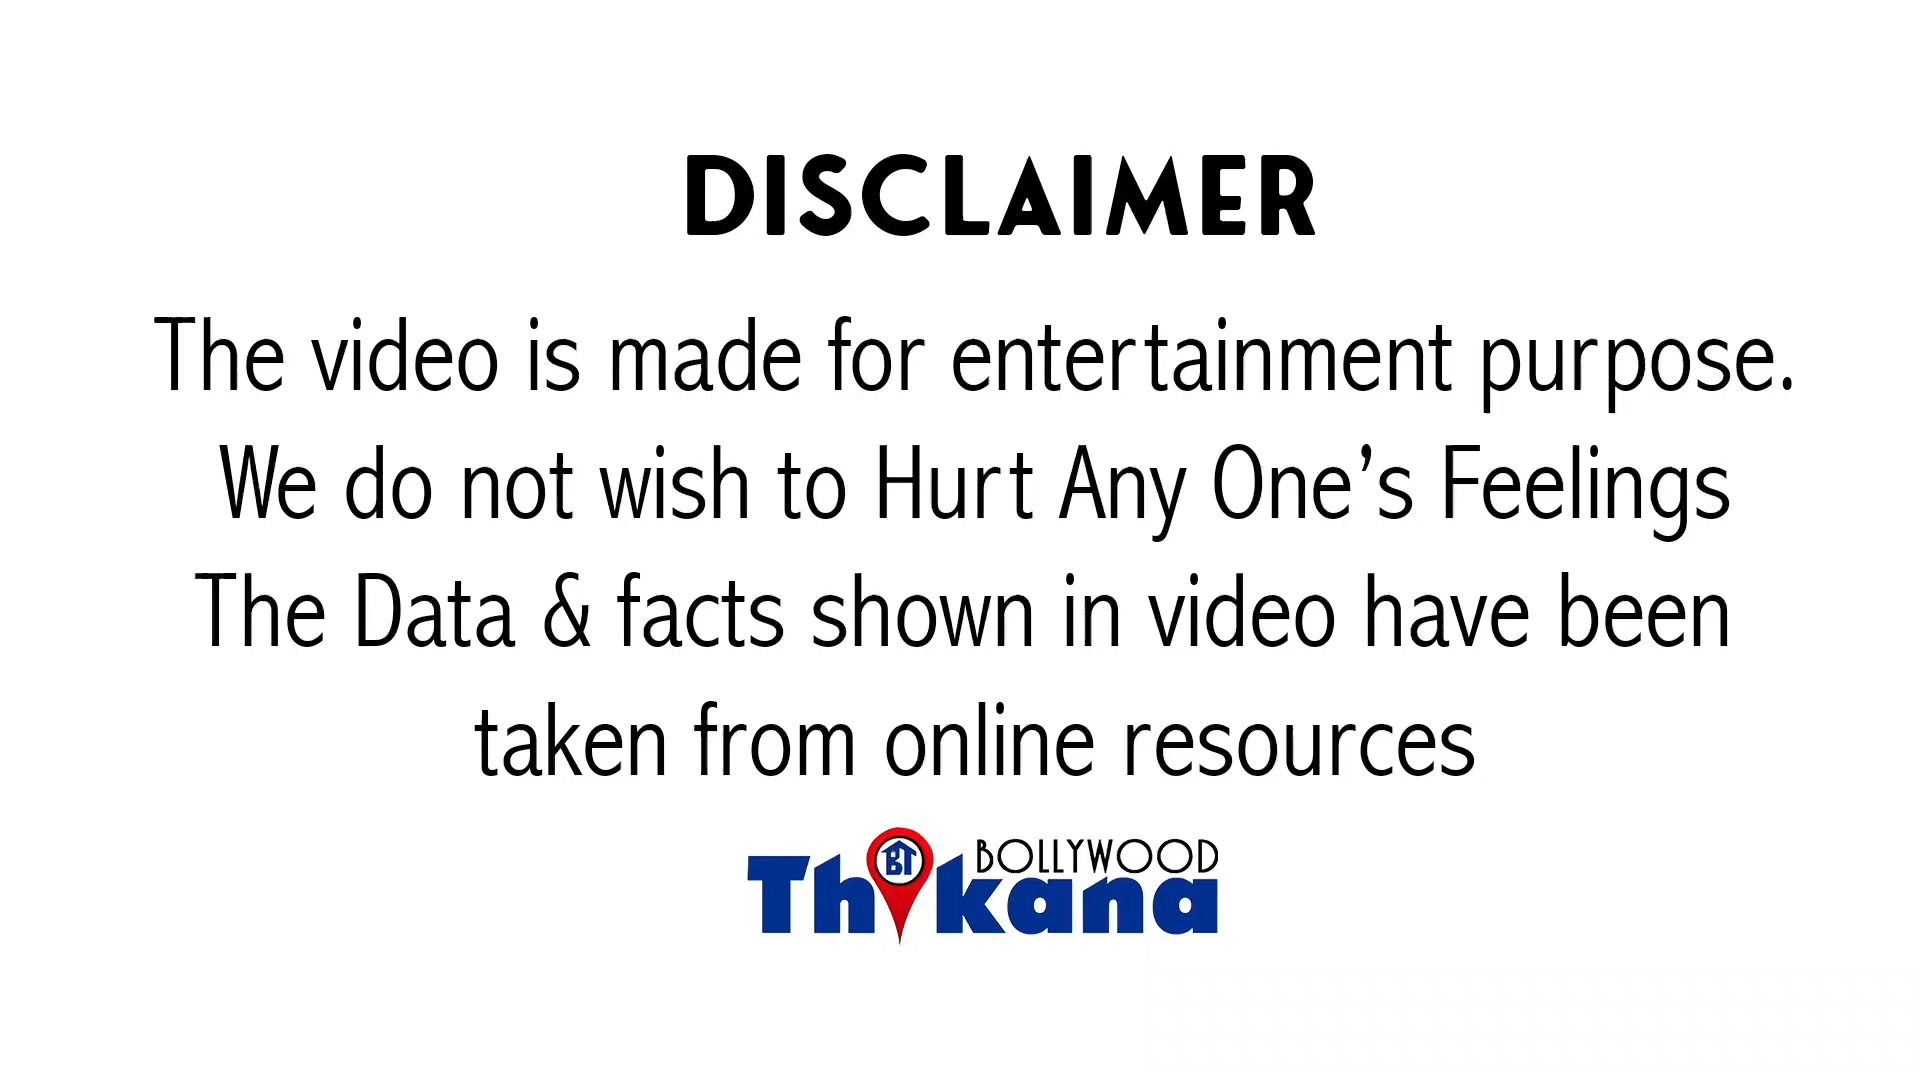 DISCLAIMER
The video is made for entertainment purpose.
We do not wish to Hurt Any One’s Feelings
The Data & facts shown in video have been
taken from online resources
BT
BOLLYWOOD
Thikana